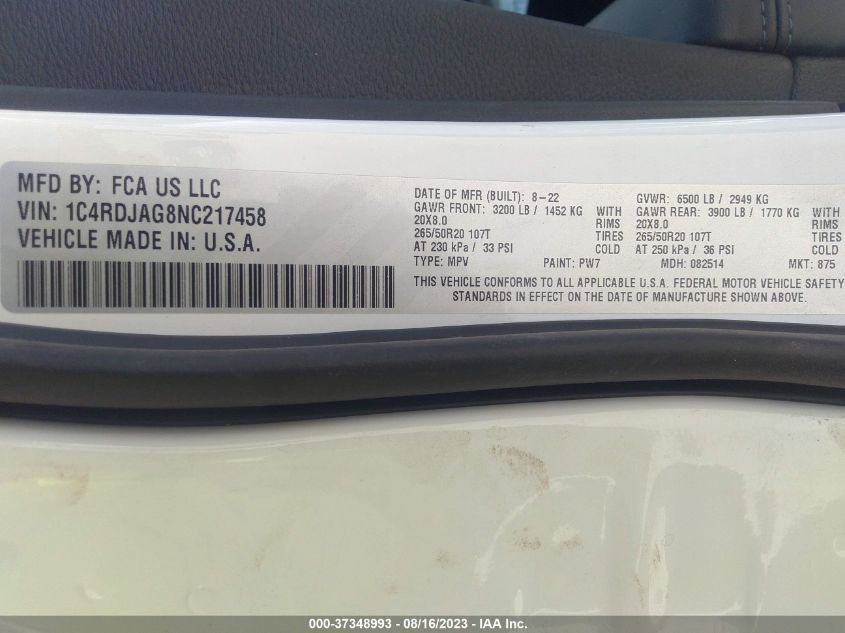 MFD BY: FCA US LLC
VIN: 1C4RDJAG8NC217458
VEHICLE MADE IN: U.S.A.
DATE OF MFR (BUILT): 8-22
GAWR FRONT: 3200 LB / 1452 KG WITH
20X8.0 RIMS
265/50R20 107T TIRES
AT 230 kPa / 33 PSI COLD
TYPE: MPV PAINT: PW7
GVWR: 6500 LB / 2949 KG
GAWR REAR: 3900 LB / 1770 KG WITH
20X8.0 RIMS
265/50R20 107T TIRES
AT 250 kPa / 36 PSI COLD
MDH: 082514 MKT: 875
THIS VEHICLE CONFORMS TO ALL APPLICABLE U.S.A. FEDERAL MOTOR VEHICLE SAFETY
STANDARDS IN EFFECT ON THE DATE OF MANUFACTURE SHOWN ABOVE.
000-37348993 - 08/16/2023 - IAA Inc.